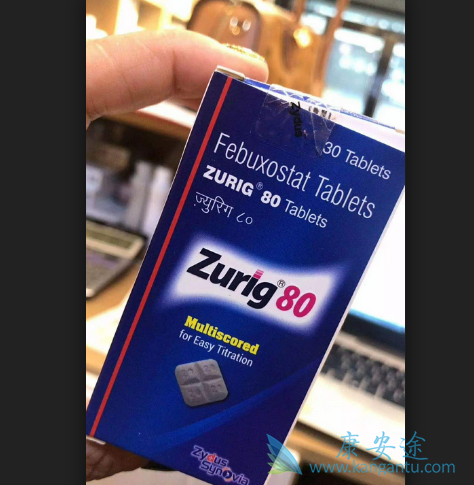 30 Tablets
Febuxostat Tablets
ZURIG® 80 Tablets
ज्युरिग ८०
Zurig®80
Multiscored
for Easy Titration
Zydus
Synovia
康安途
www.kangantu.com